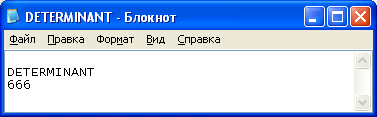 DETERMINANT - Блокнот
Файл Правка Формат Вид Справка
DETERMINANT
666